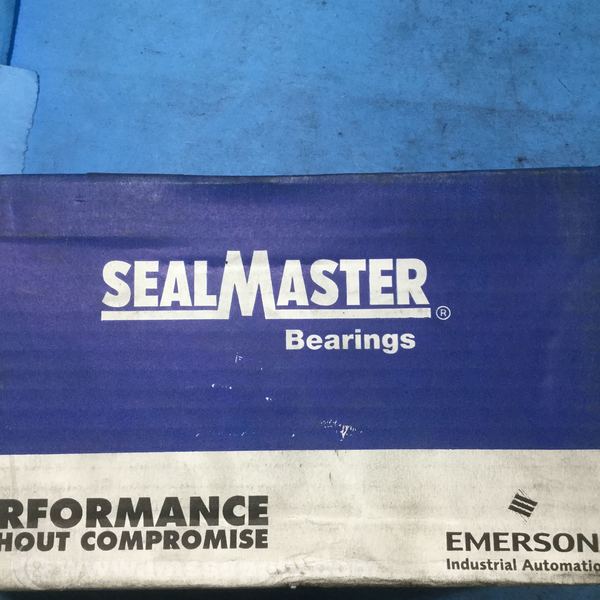 SEALMASTER®
Bearings
RFORMANCE
HOUT COMPROMISE
EMERSON
Industrial Automatio